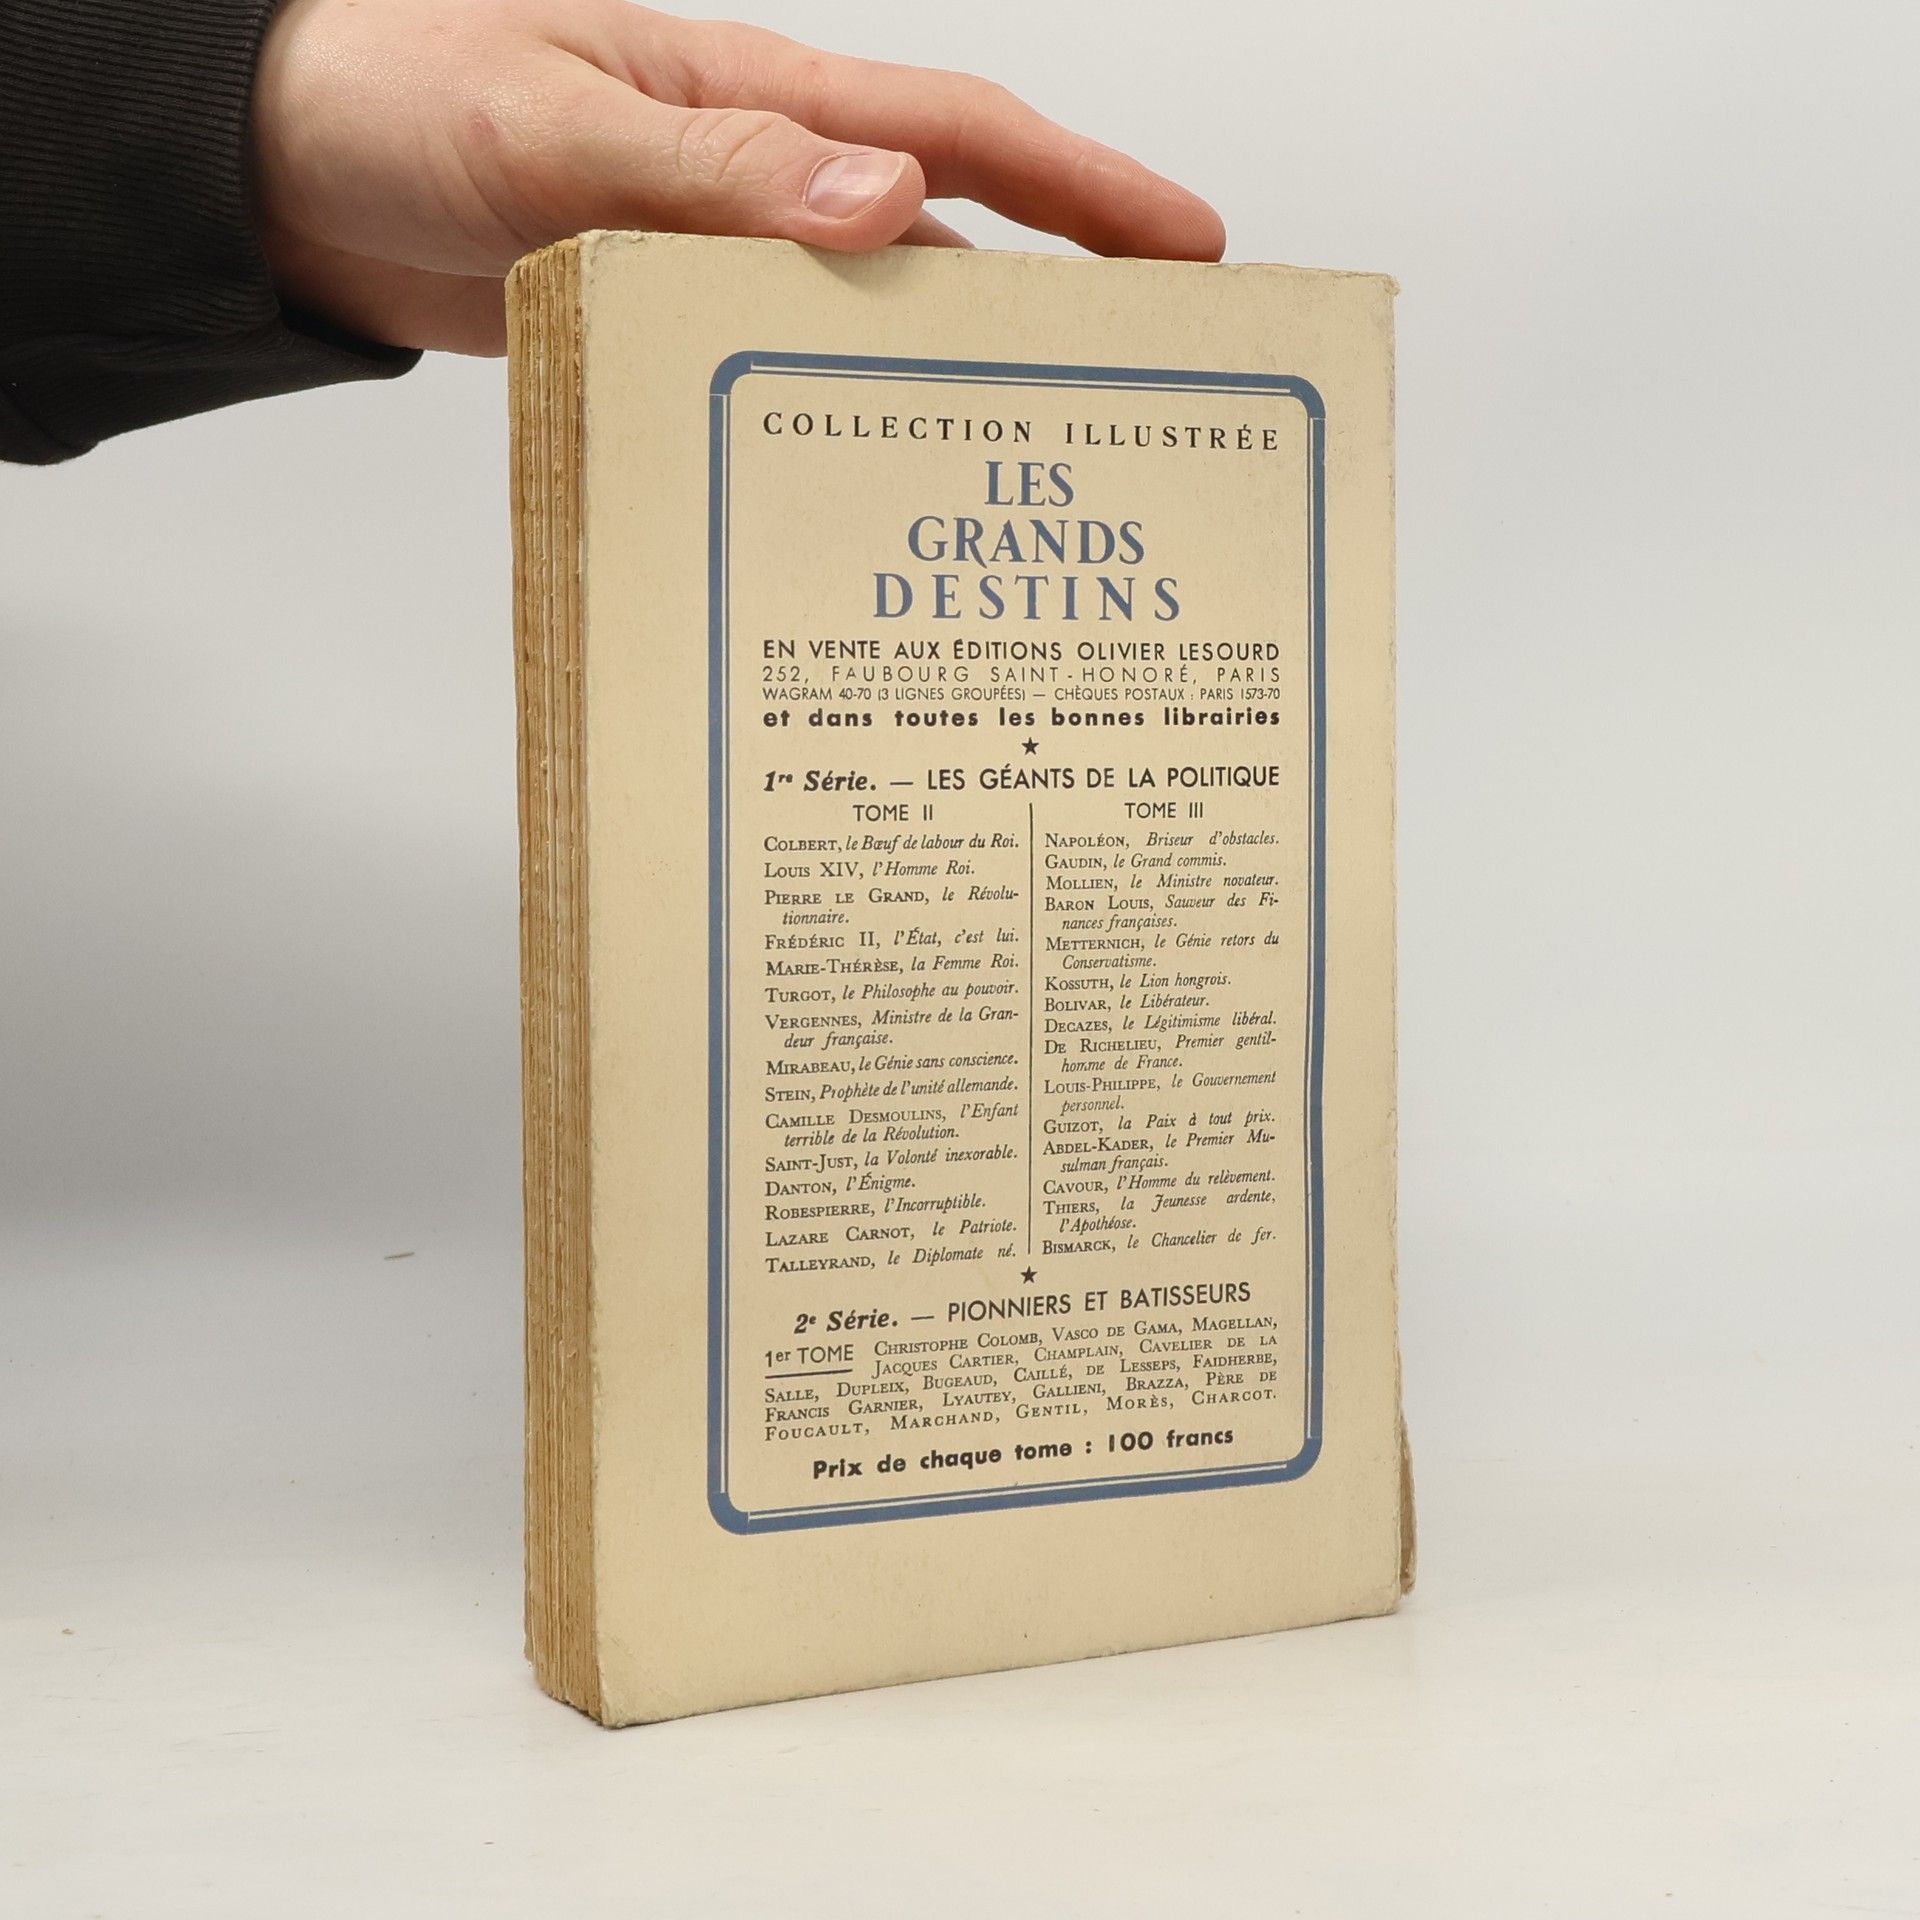 COLLECTION ILLUSTRÉE
LES
GRANDS
DESTINS
EN VENTE AUX ÉDITIONS OLIVIER LESOURD
252, FAUBOURG SAINT-HONORÉ, PARIS
WAGRAM 40-70 (3 LIGNES GROUPÉES) — CHÈQUES POSTAUX : PARIS 1573-70
et dans toutes les bonnes librairies
★
1re Série. — LES GÉANTS DE LA POLITIQUE
TOME II
COLBERT, le Bœuf de labour du Roi.
LOUIS XIV, l'Homme Roi.
PIERRE LE GRAND, le Révolu-
tionnaire.
FRÉDÉRIC II, l'État, c'est lui.
MARIE-THÉRÈSE, la Femme Roi.
TURGOT, le Philosophe au pouvoir.
VERGENNES, Ministre de la Gran-
deur française.
MIRABEAU, le Génie sans conscience.
STEIN, Prophète de l'unité allemande.
CAMILLE DESMOULINS, l'Enfant
terrible de la Révolution.
SAINT-JUST, la Volonté inexorable.
DANTON, l'Énigme.
ROBESPIERRE, l'Incorruptible.
LAZARE CARNOT, le Patriote.
TALLEYRAND, le Diplomate né.
TOME III
NAPOLÉON, Briseur d'obstacles.
GAUDIN, le Grand commis.
MOLLIEN, le Ministre novateur.
BARON LOUIS, Sauveur des Fi-
nances françaises.
METTERNICH, le Génie retors du
Conservatisme.
KOSSUTH, le Lion hongrois.
BOLIVAR, le Libérateur.
DECAZES, le Légitimisme libéral.
DE RICHELIEU, Premier gentil-
homme de France.
LOUIS-PHILIPPE, le Gouvernement
personnel.
GUIZOT, la Paix à tout prix.
ABDEL-KADER, le Premier Mu-
sulman français.
CAVOUR, l'Homme du relèvement.
THIERS, la Jeunesse ardente,
l'Apothéose.
BISMARCK, le Chancelier de fer.
★
2e Série. — PIONNIERS ET BATISSEURS
1er TOME CHRISTOPHE COLOMB, VASCO DE GAMA, MAGELLAN,
JACQUES CARTIER, CHAMPLAIN, CAVELIER DE LA
SALLE, DUPLEIX, BUGEAUD, CAILLÉ, DE LESSEPS, FAIDHERBE,
FRANCIS GARNIER, LYAUTEY, GALLIENI, BRAZZA, PÈRE DE
FOUCAULT, MARCHAND, GENTIL, MORÈS, CHARCOT.
Prix de chaque tome : 100 francs